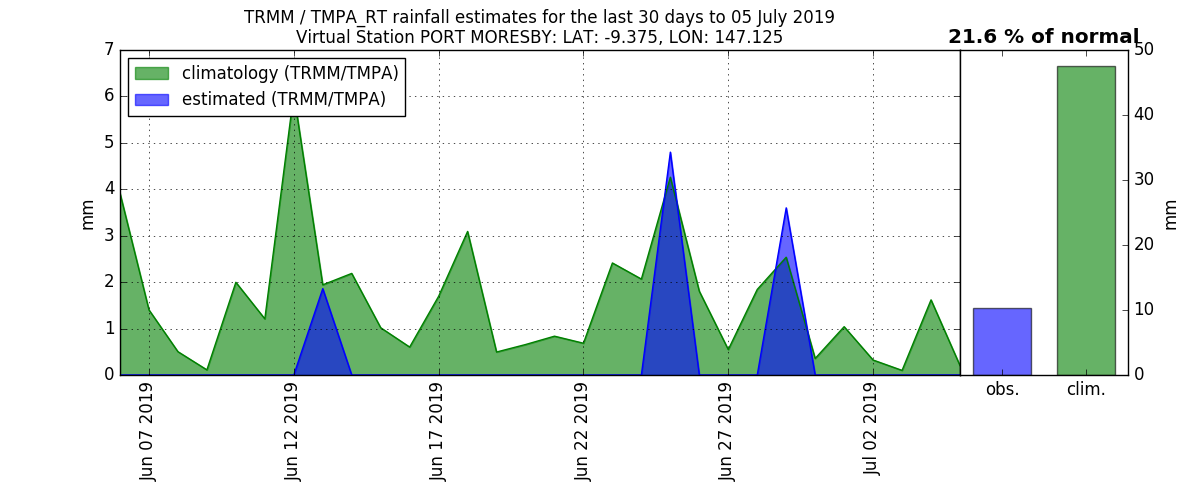 TRMM / TMPA_RT rainfall estimates for the last 30 days to 05 July 2019
Virtual Station PORT MORESBY: LAT: -9.375, LON: 147.125
21.6 % of normal
climatology (TRMM/TMPA)
estimated (TRMM/TMPA)
7
6
5
4
3
2
1
0
mm
Jun 07 2019
Jun 12 2019
Jun 17 2019
Jun 22 2019
Jun 27 2019
Jul 02 2019
50
40
30
20
10
0
mm
obs.
clim.